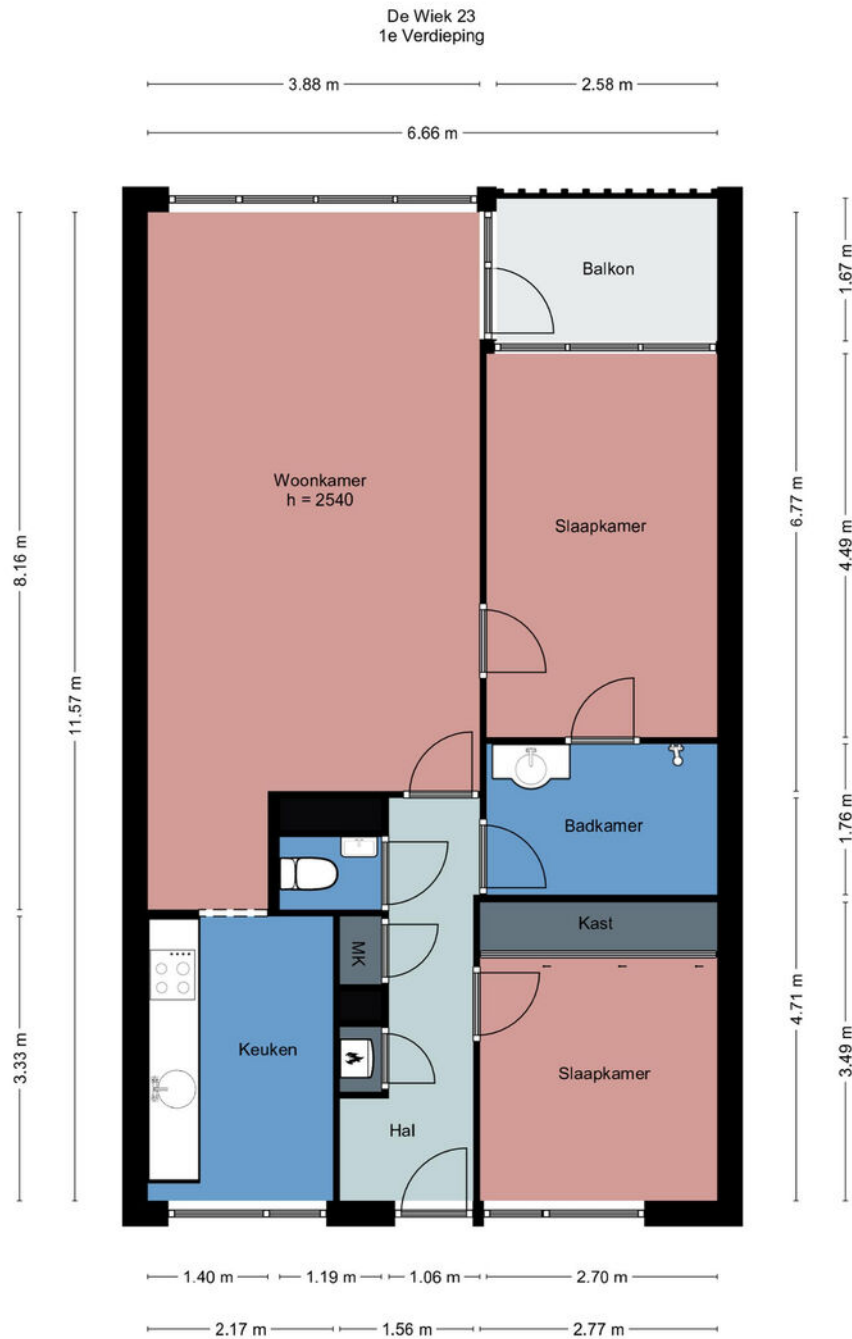 De Wiek 23
1e Verdieping
3.88 m
2.58 m
6.66 m
Balkon
1.67 m
Woonkamer
h = 2540
Slaapkamer
6.77 m
4.49 m
8.16 m
11.57 m
Badkamer
1.76 m
Kast
MK
Keuken
Slaapkamer
4.71 m
3.49 m
3.33 m
Hal
1.40 m
1.19 m
1.06 m
2.70 m
2.17 m
1.56 m
2.77 m